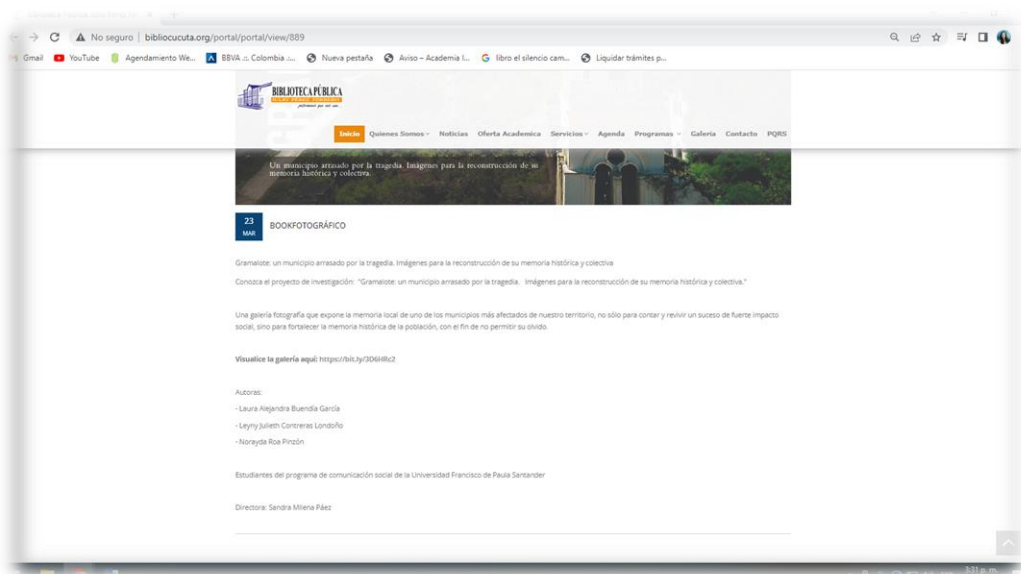 No seguro | bibliocucuta.org/portal/portal/view/889
Gmail YouTube Agendamiento We... BBVA .:. Colombia .:... Nueva pestaña Aviso – Academia I... libro el silencio cam... Liquidar trámites p...
BIBLIOTECA PÚBLICA
Inicio Quienes Somos Noticias Oferta Academica Servicios Agenda Programas Galeria Contacto PQRS
Un municipio arrasado por la tragedia. Imágenes para la reconstrucción de su
memoria histórica y colectiva.
23
MAR
BOOKFOTOGRÁFICO
Gramalote: un municipio arrasado por la tragedia. Imágenes para la reconstrucción de su memoria histórica y colectiva
Conozca el proyecto de investigación: "Gramalote: un municipio arrasado por la tragedia. Imágenes para la reconstrucción de su memoria histórica y colectiva."
Una galería fotografía que expone la memoria local de uno de los municipios más afectados de nuestro territorio, no sólo para contar y revivir un suceso de fuerte impacto
social, sino para fortalecer la memoria histórica de la población, con el fin de no permitir su olvido.
Visualice la galería aquí: https://bit.ly/3D6HRc2
Autoras:
- Laura Alejandra Buendía García
- Leyny Julieth Contreras Londoño
- Norayda Roa Pinzón
Estudiantes del programa de comunicación social de la Universidad Francisco de Paula Santander
Directora: Sandra Milena Páez
3:31 p. m.